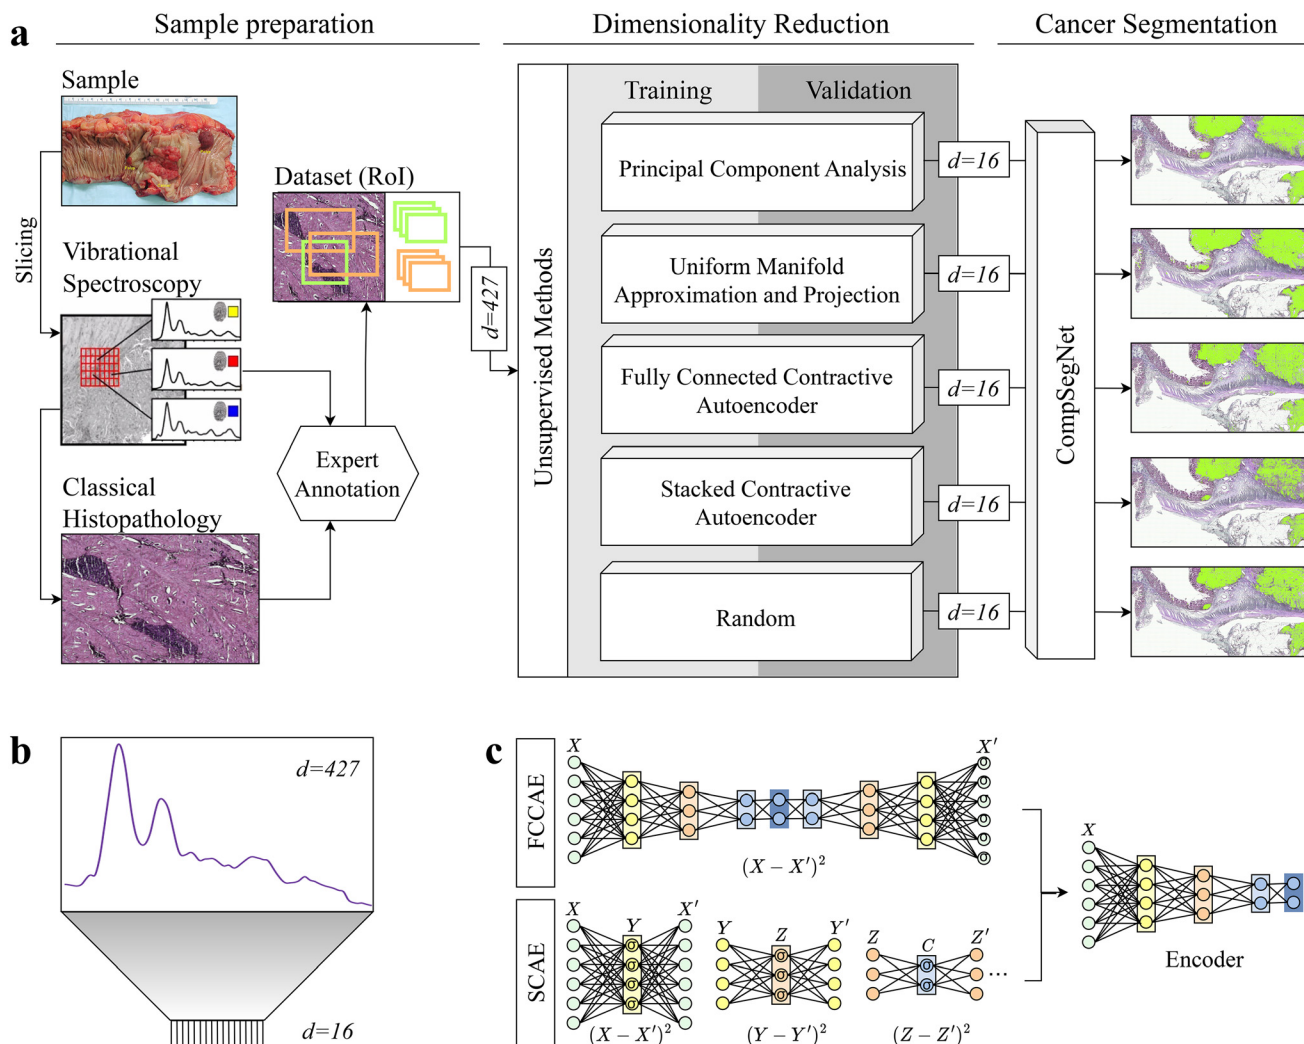 a
Sample preparation
Dimensionality Reduction
Cancer Segmentation
Sample
Slicing
Vibrational
Spectroscopy
Classical
Histopathology
Dataset (RoI)
Expert
Annotation
d=427
Unsupervised Methods
Training
Validation
Principal Component Analysis
d=16
Uniform Manifold
Approximation and Projection
d=16
Fully Connected Contractive
Autoencoder
d=16
Stacked Contractive
Autoencoder
d=16
Random
d=16
CompSegNet
b
d=427
d=16
c
FCCAE
X
X′
σ
σ
σ
σ
σ
σ
(X − X′)²
SCAE
X
Y
X′
σ
σ
σ
σ
(X − X′)²
Y
Z
Y′
σ
σ
σ
(Y − Y′)²
Z
C
Z′
σ
σ
...
(Z − Z′)²
X
Encoder